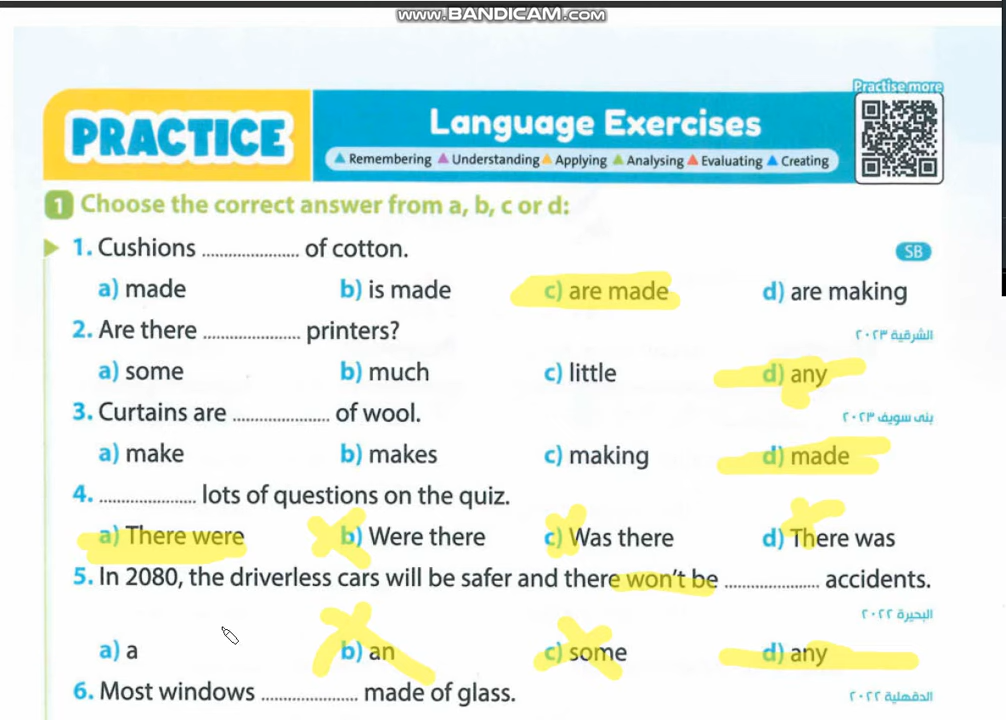 www.BANDICAM.com
Practise more
PRACTICE
Language Exercises
Remembering Understanding Applying Analysing Evaluating Creating
1 Choose the correct answer from a, b, c or d:
1. Cushions ...................... of cotton. SB
a) made b) is made c) are made d) are making
2. Are there ...................... printers? الشرقية ٢٠٢٣
a) some b) much c) little d) any
3. Curtains are ...................... of wool. بنى سويف ٢٠٢٣
a) make b) makes c) making d) made
4. ...................... lots of questions on the quiz.
a) There were b) Were there c) Was there d) There was
5. In 2080, the driverless cars will be safer and there won't be ...................... accidents.
البحيرة ٢٠٢٢
a) a b) an c) some d) any
6. Most windows ...................... made of glass. الدقهلية ٢٠٢٢